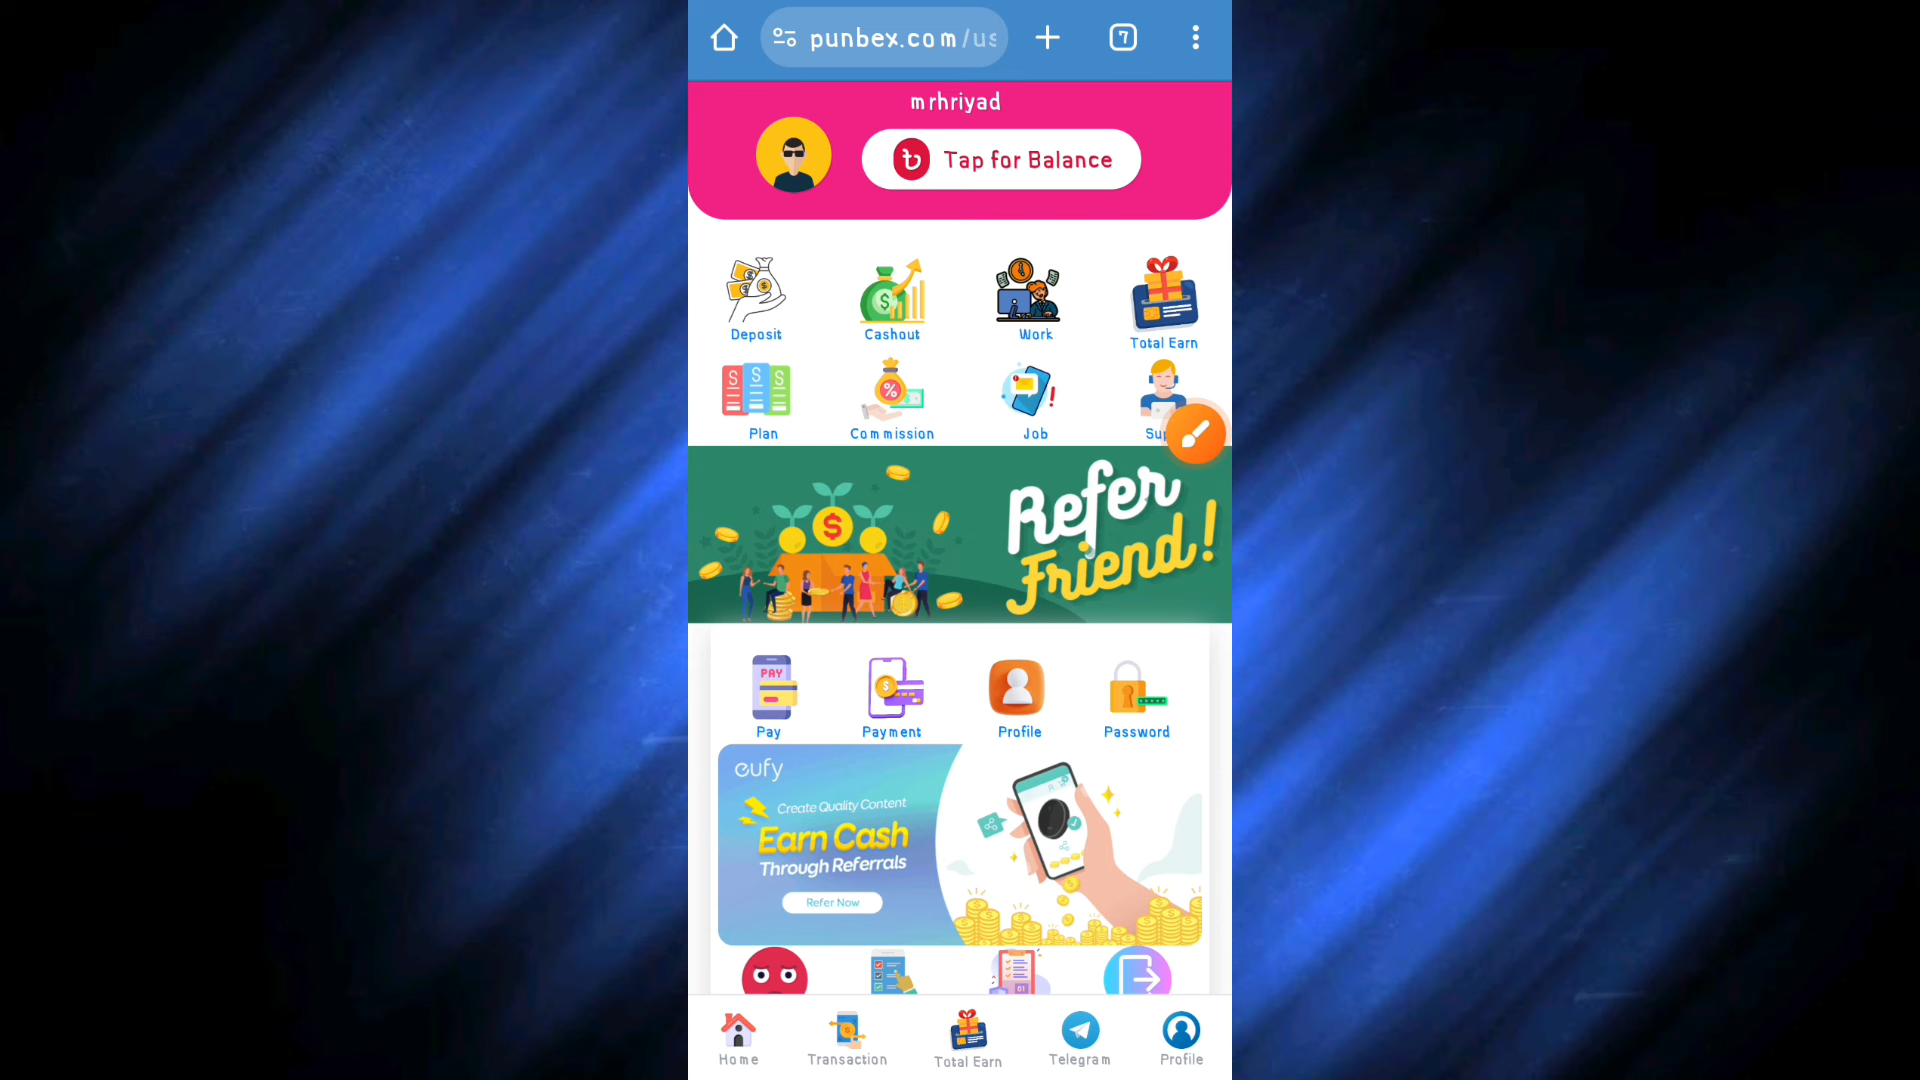 punbex.com/us
7
mrhriyad
৳ Tap for Balance
Deposit
Cashout
Work
Total Earn
Plan
Commission
Job
Sup
Refer
Friend!
PAY
Pay
Payment
Profile
Password
eufy
Create Quality Content
Earn Cash
Through Referrals
Refer Now
Home
Transaction
Total Earn
Telegram
Profile